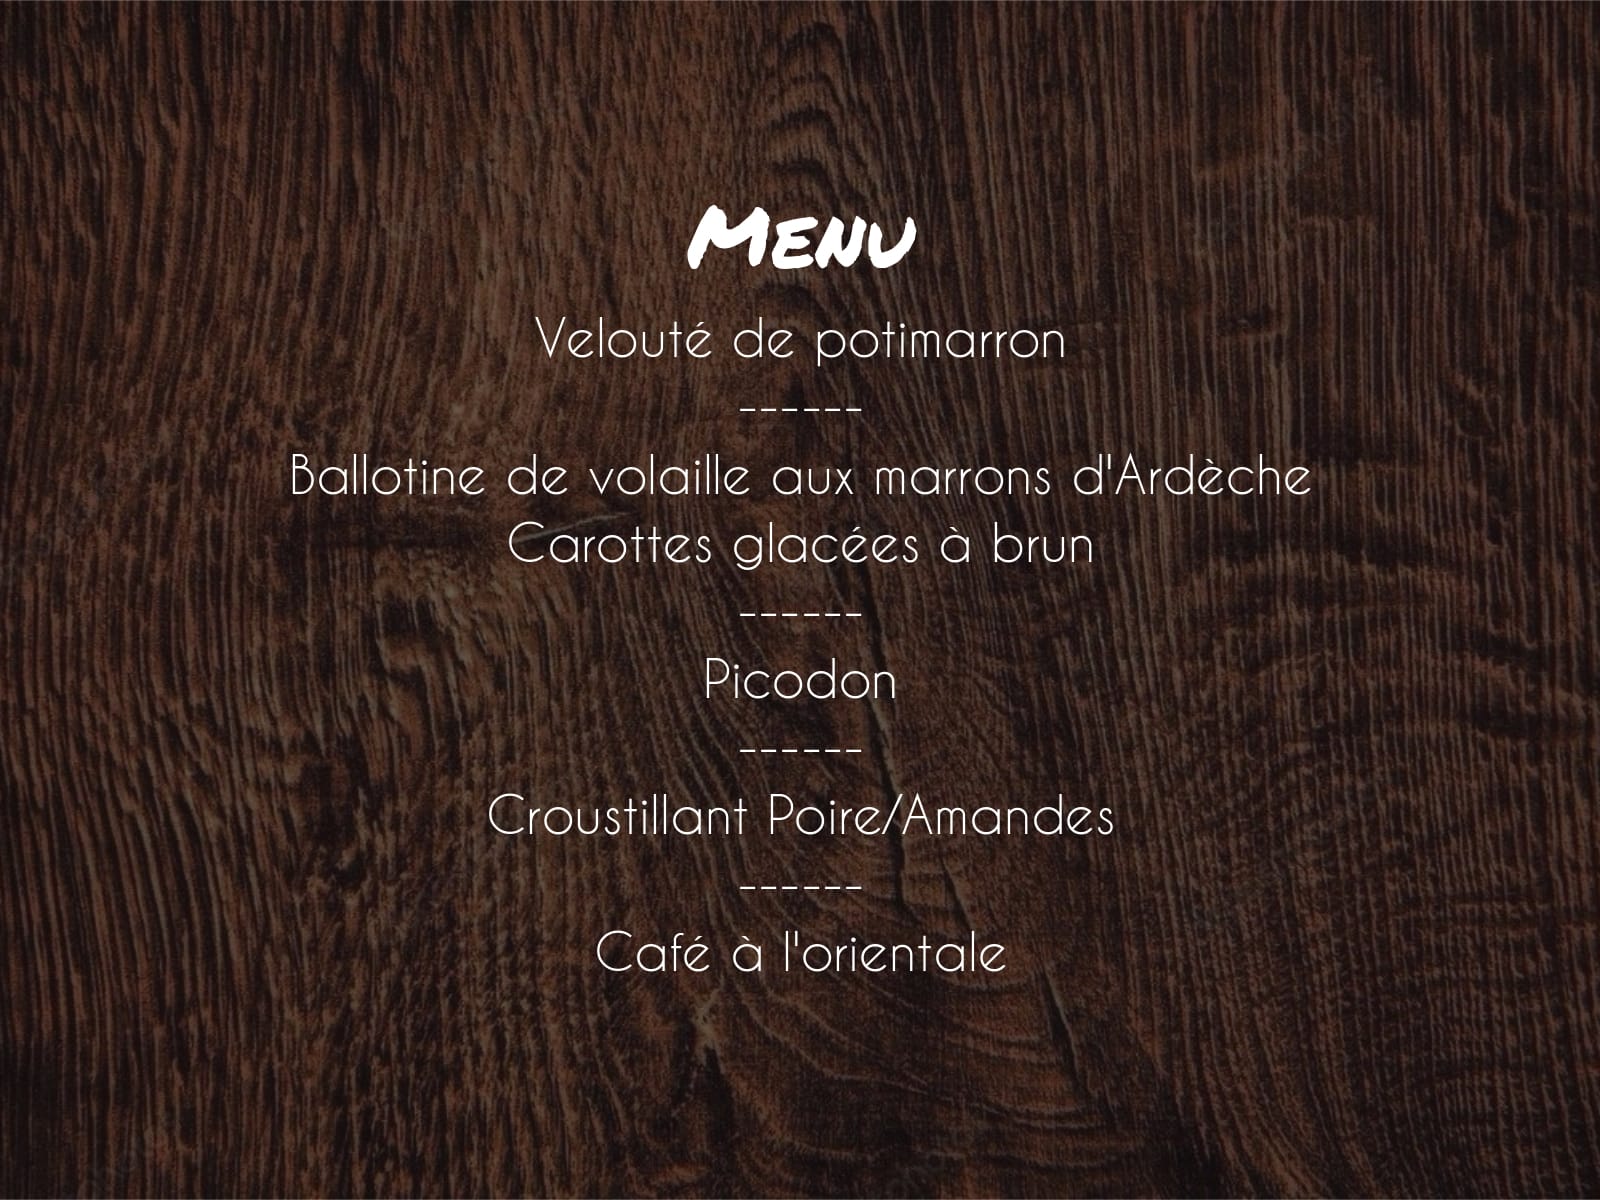 Menu
Velouté de potimarron
------
Ballotine de volaille aux marrons d'Ardèche
Carottes glacées à brun
------
Picodon
------
Croustillant Poire/Amandes
------
Café à l'orientale